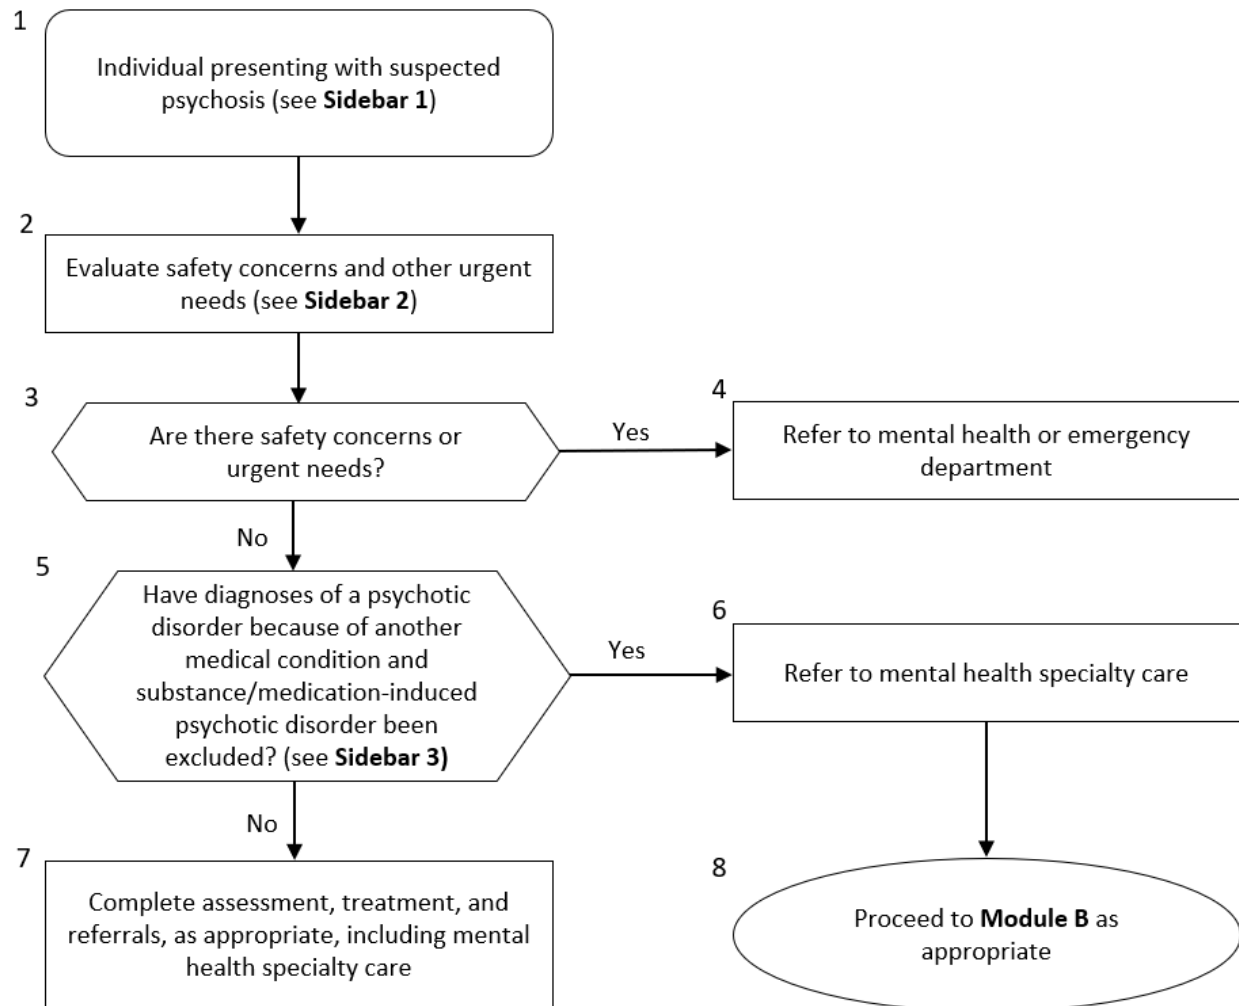 1
Individual presenting with suspected
psychosis (see Sidebar 1)
2
Evaluate safety concerns and other urgent
needs (see Sidebar 2)
3
Are there safety concerns or
urgent needs?
Yes
4
Refer to mental health or emergency
department
No
5
Have diagnoses of a psychotic
disorder because of another
medical condition and
substance/medication-induced
psychotic disorder been
excluded? (see Sidebar 3)
Yes
6
Refer to mental health specialty care
No
7
Complete assessment, treatment, and
referrals, as appropriate, including mental
health specialty care
8
Proceed to Module B as
appropriate